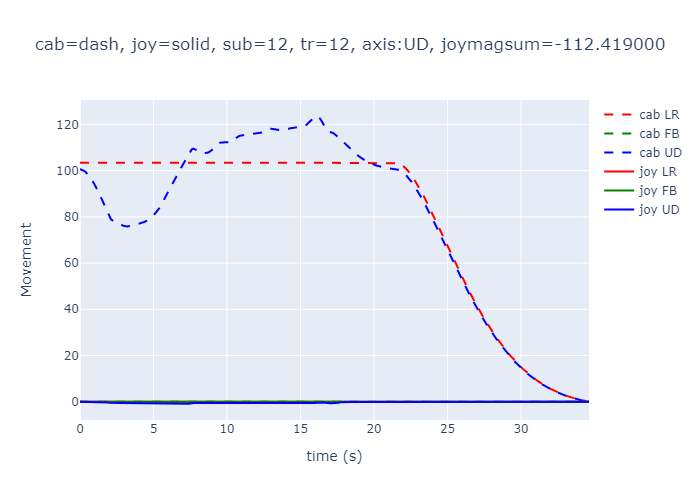 cab=dash, joy=solid, sub=12, tr=12, axis:UD, joymagsum=-112.419000
Movement
120
100
80
60
40
20
0
0 5 10 15 20 25 30
time (s)
cab LR
cab FB
cab UD
joy LR
joy FB
joy UD